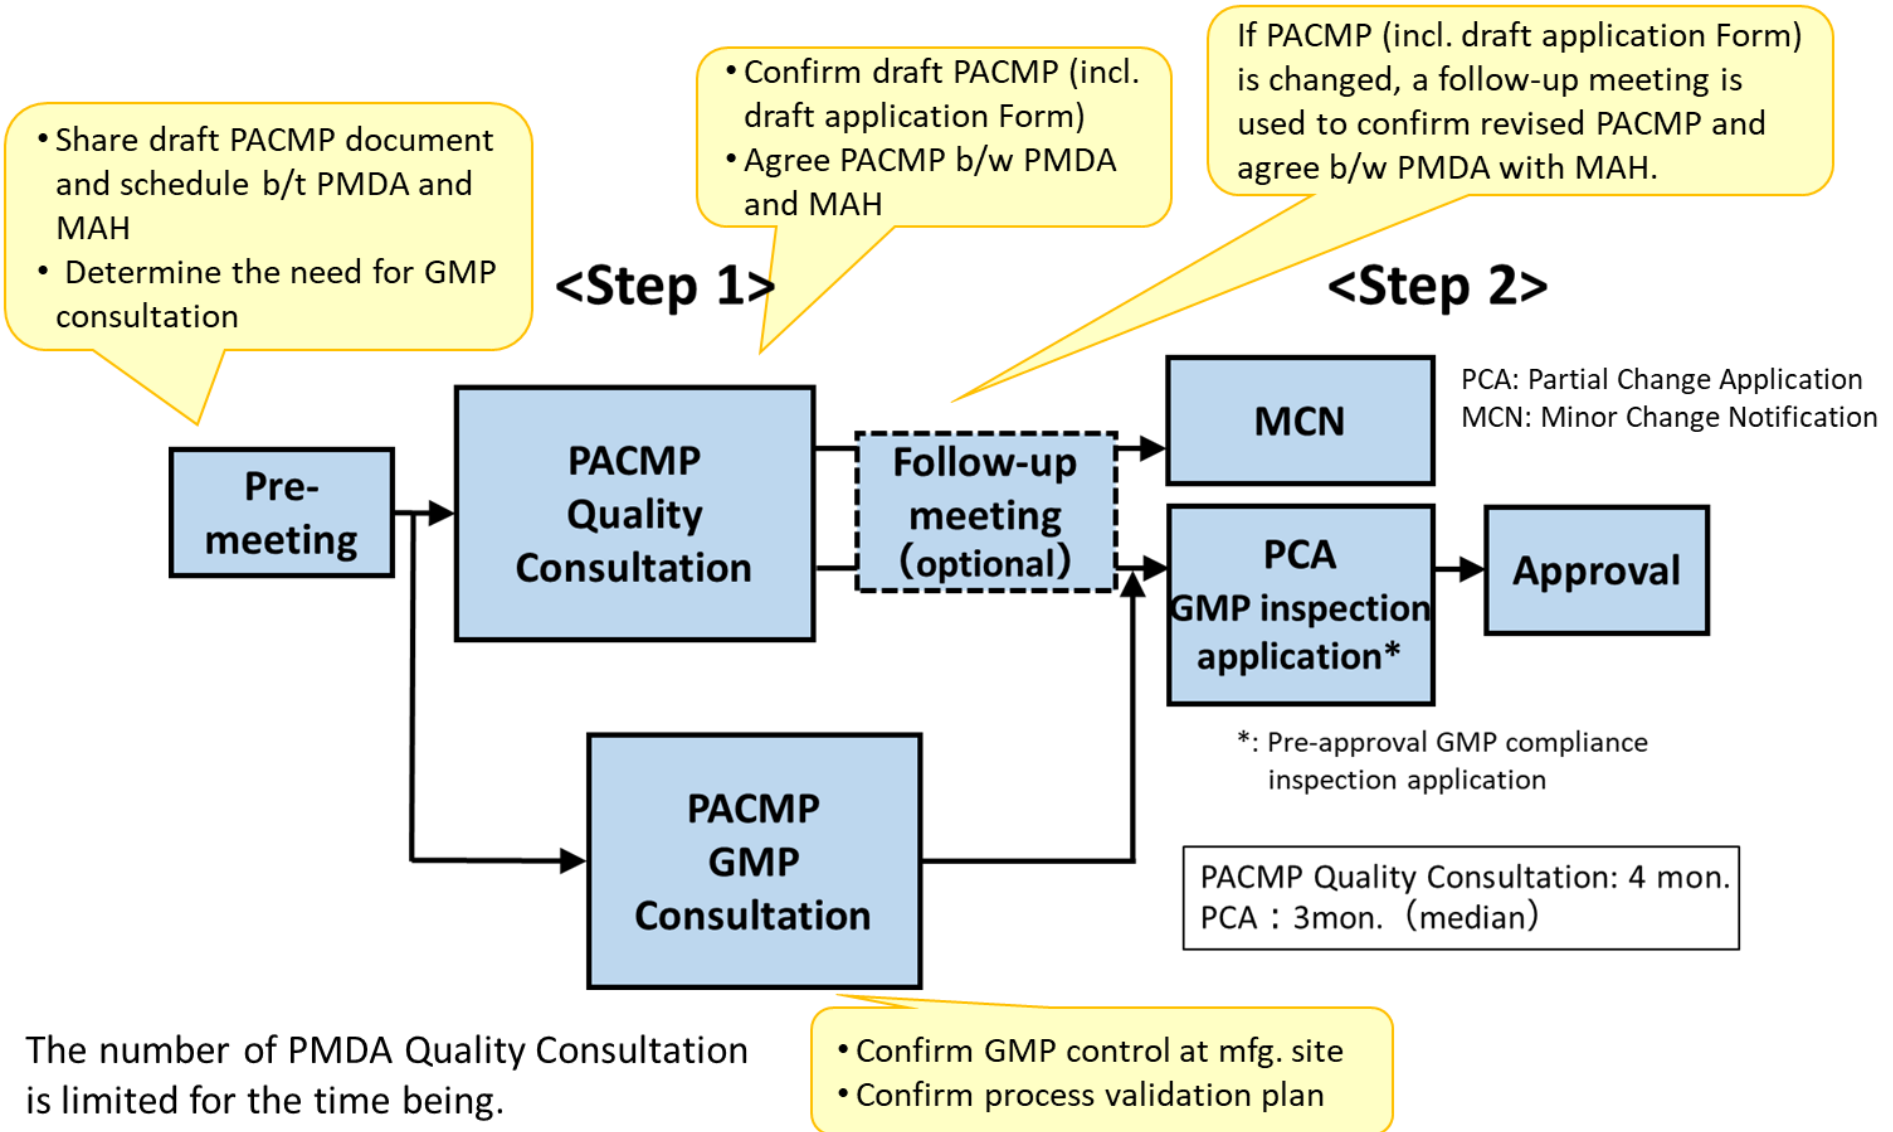 • Share draft PACMP document
and schedule b/t PMDA and
MAH
• Determine the need for GMP
consultation
• Confirm draft PACMP (incl.
draft application Form)
• Agree PACMP b/w PMDA
and MAH
If PACMP (incl. draft application Form)
is changed, a follow-up meeting is
used to confirm revised PACMP and
agree b/w PMDA with MAH.
<Step 1>
<Step 2>
Pre-
meeting
PACMP
Quality
Consultation
Follow-up
meeting
(optional)
MCN
PCA: Partial Change Application
MCN: Minor Change Notification
PCA
GMP inspection
application*
Approval
*: Pre-approval GMP compliance
inspection application
PACMP
GMP
Consultation
PACMP Quality Consultation: 4 mon.
PCA：3mon.（median）
• Confirm GMP control at mfg. site
• Confirm process validation plan
The number of PMDA Quality Consultation
is limited for the time being.